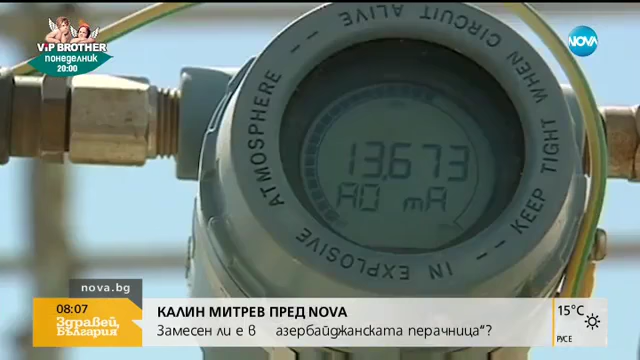 VIP BROTHER
ПОНЕДЕЛНИК
20:00
NOVA
ATMOSPHERE
WHEN CIRCUIT ALIVE
KEEP TIGHT
IN EXPLOSIVE
13.673
AO mA
nova.bg
08:07
Здравей,
България
КАЛИН МИТРЕВ ПРЕД NOVA
Замесен ли е в азербайджанската перачница“?
15°C
РУСЕ